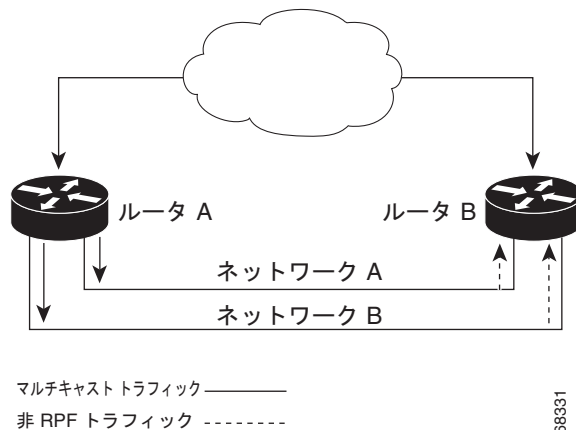 ルータ A
ルータ B
ネットワーク A
ネットワーク B
マルチキャスト トラフィック
非 RPF トラフィック
68331